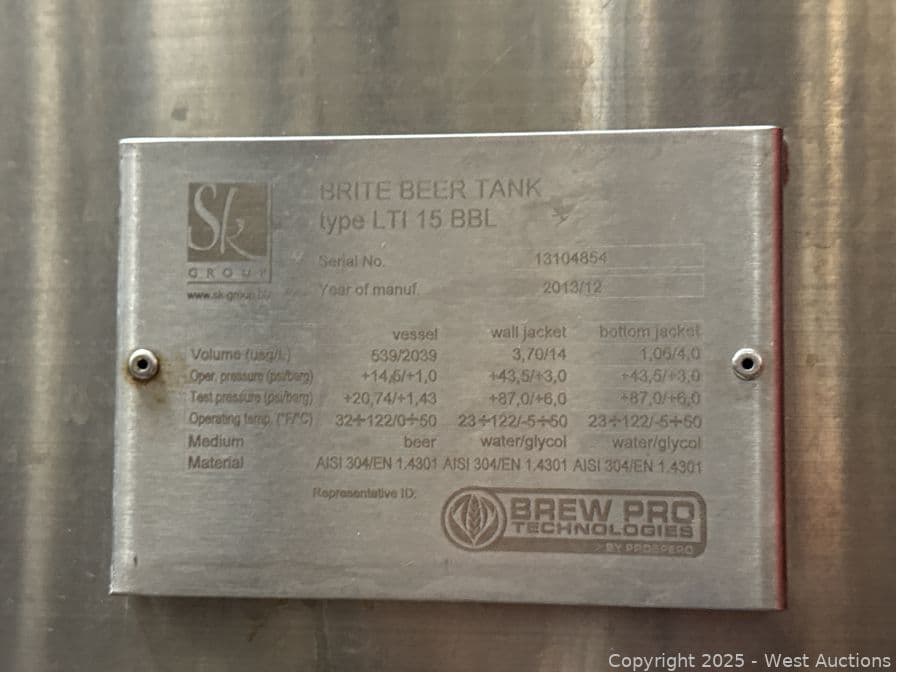 Sk
GROUP
www.sk-group.biz
BRITE BEER TANK
type LTI 15 BBL
Serial No. 13104854
Year of manuf. 2013/12
vessel wall jacket bottom jacket
Volume (usg/L) 539/2039 3,70/14 1,06/4,0
Oper. pressure (psi/barg) +14,5/+1,0 +43,5/+3,0 +43,5/+3,0
Test pressure (psi/barg) +20,74/+1,43 +87,0/+6,0 +87,0/+6,0
Operating temp. (°F/°C) 32÷122/0÷50 23÷122/-5÷50 23÷122/-5÷50
Medium beer water/glycol water/glycol
Material AISI 304/EN 1.4301 AISI 304/EN 1.4301 AISI 304/EN 1.4301
Representative ID:
BREW PRO
TECHNOLOGIES
> BY PROSPERO
Copyright 2025 - West Auctions